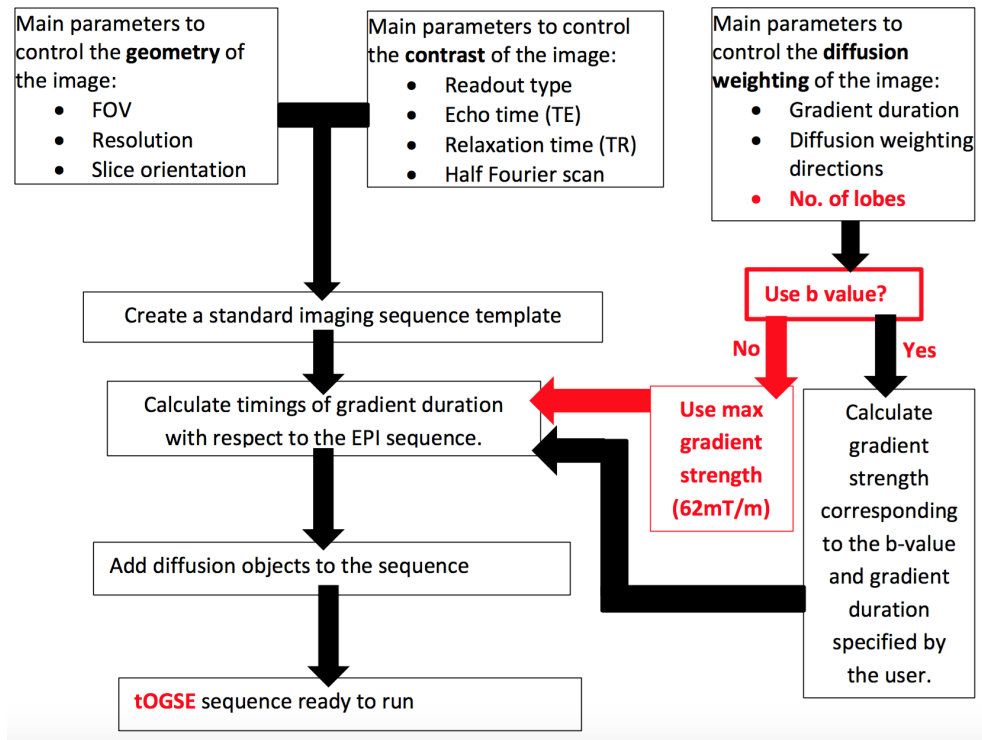 Main parameters to
control the geometry of
the image:
• FOV
• Resolution
• Slice orientation
Main parameters to control
the contrast of the image:
• Readout type
• Echo time (TE)
• Relaxation time (TR)
• Half Fourier scan
Main parameters to
control the diffusion
weighting of the image:
• Gradient duration
• Diffusion weighting
directions
• No. of lobes
Use b value?
No
Yes
Create a standard imaging sequence template
Calculate timings of gradient duration
with respect to the EPI sequence.
Use max
gradient
strength
(62mT/m)
Calculate
gradient
strength
corresponding
to the b-value
and gradient
duration
specified by
the user.
Add diffusion objects to the sequence
tOGSE sequence ready to run